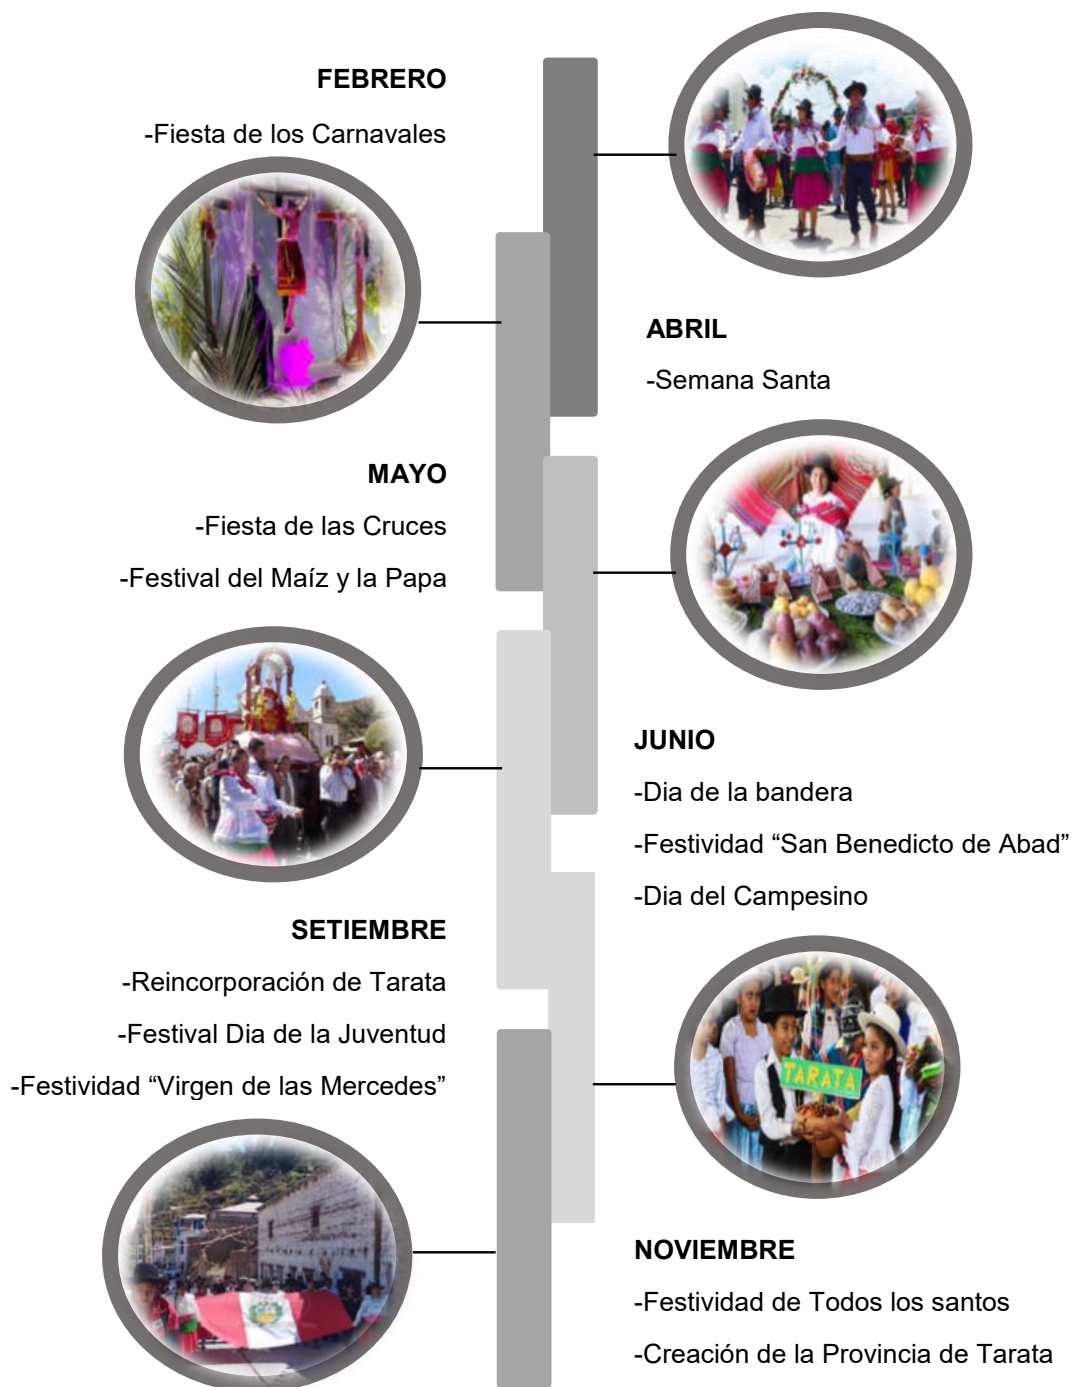 FEBRERO
-Fiesta de los Carnavales
ABRIL
-Semana Santa
MAYO
-Fiesta de las Cruces
-Festival del Maíz y la Papa
JUNIO
-Dia de la bandera
-Festividad “San Benedicto de Abad”
-Dia del Campesino
SETIEMBRE
-Reincorporación de Tarata
-Festival Dia de la Juventud
-Festividad “Virgen de las Mercedes”
TARATA
NOVIEMBRE
-Festividad de Todos los santos
-Creación de la Provincia de Tarata